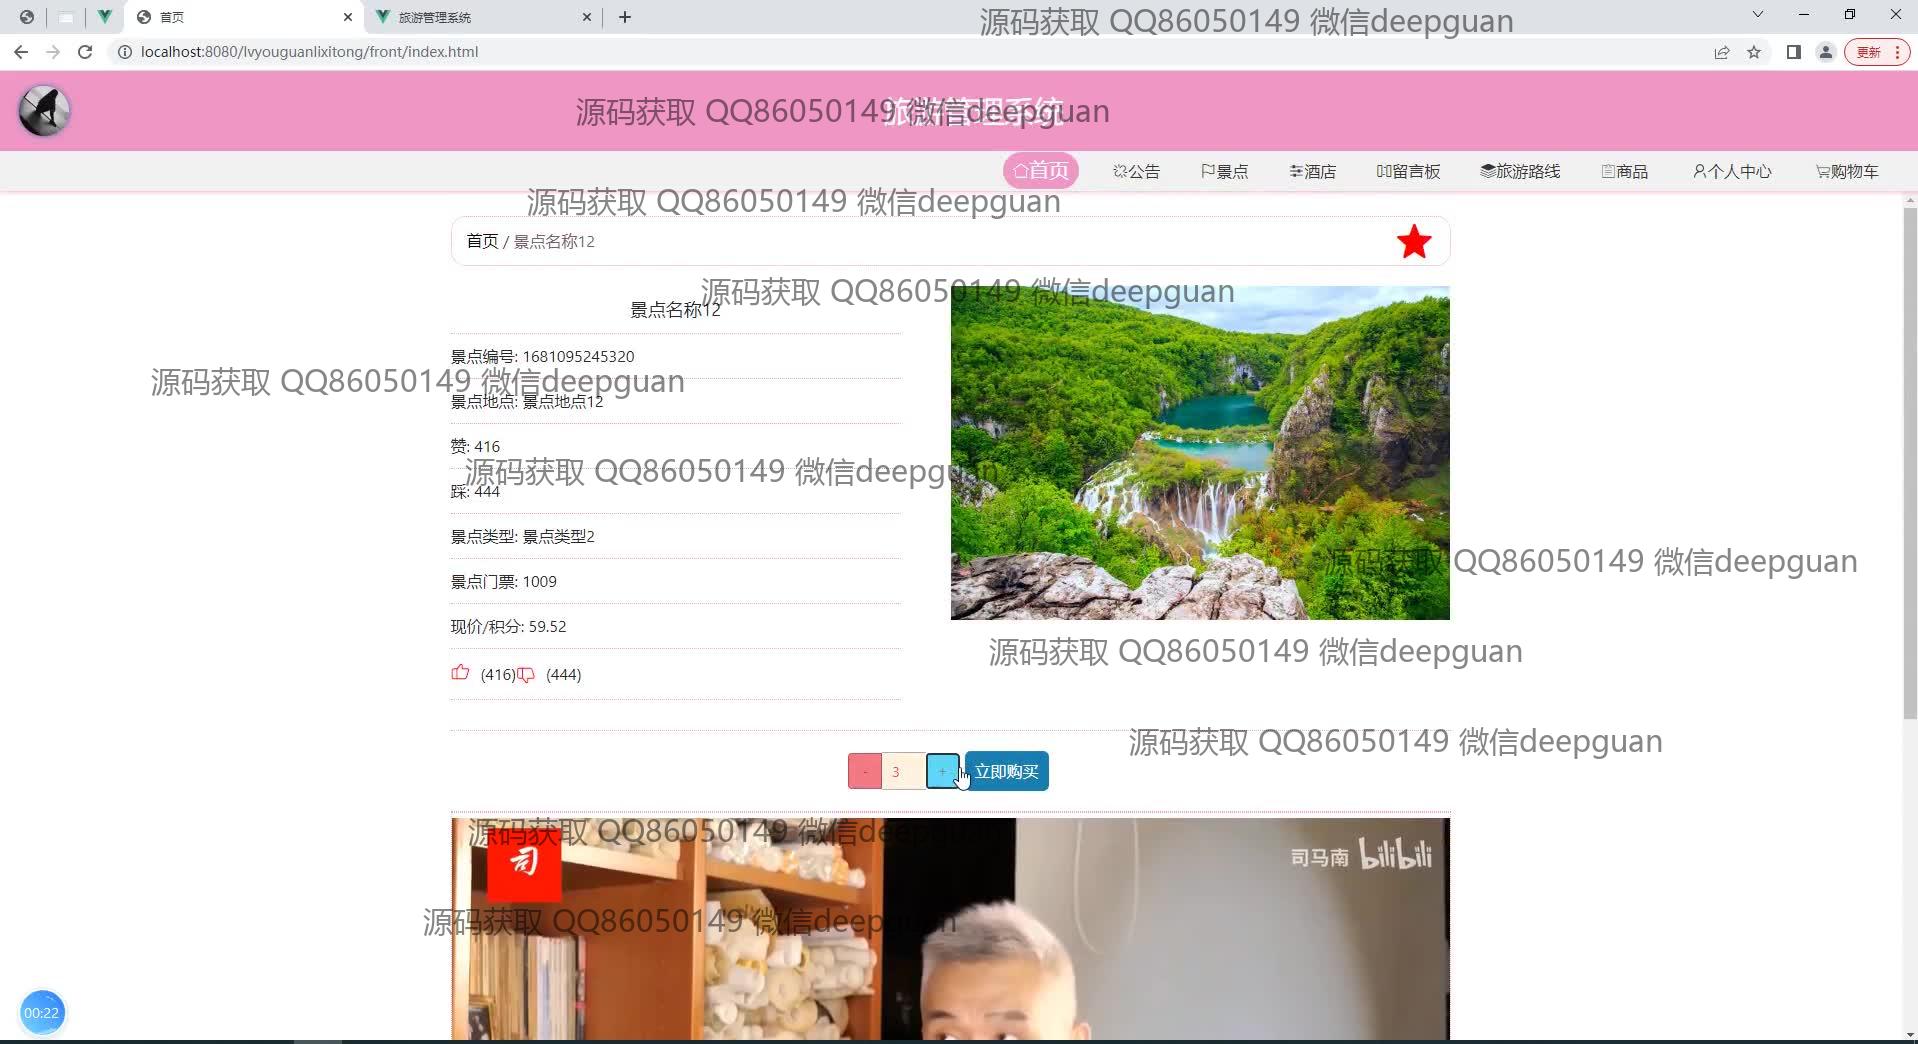 首页
旅游管理系统
源码获取 QQ86050149 微信deepguan
localhost:8080/lvyouguanlixitong/front/index.html
更新
旅游管理系统
源码获取 QQ86050149 微信deepguan
首页 公告 景点 酒店 留言板 旅游路线 商品 个人中心 购物车
源码获取 QQ86050149 微信deepguan
首页 / 景点名称12
源码获取 QQ86050149 微信deepguan
景点名称12
景点编号: 1681095245320
源码获取 QQ86050149 微信deepguan
景点地点: 景点地点12
赞: 416
源码获取 QQ86050149 微信deepguan
踩: 444
景点类型: 景点类型2
源码获取 QQ86050149 微信deepguan
景点门票: 1009
现价/积分: 59.52
源码获取 QQ86050149 微信deepguan
(416) (444)
源码获取 QQ86050149 微信deepguan
- 3 + 立即购买
源码获取 QQ86050149 微信deepguan
司
司马南 bilibili
源码获取 QQ86050149 微信deepguan
00:22